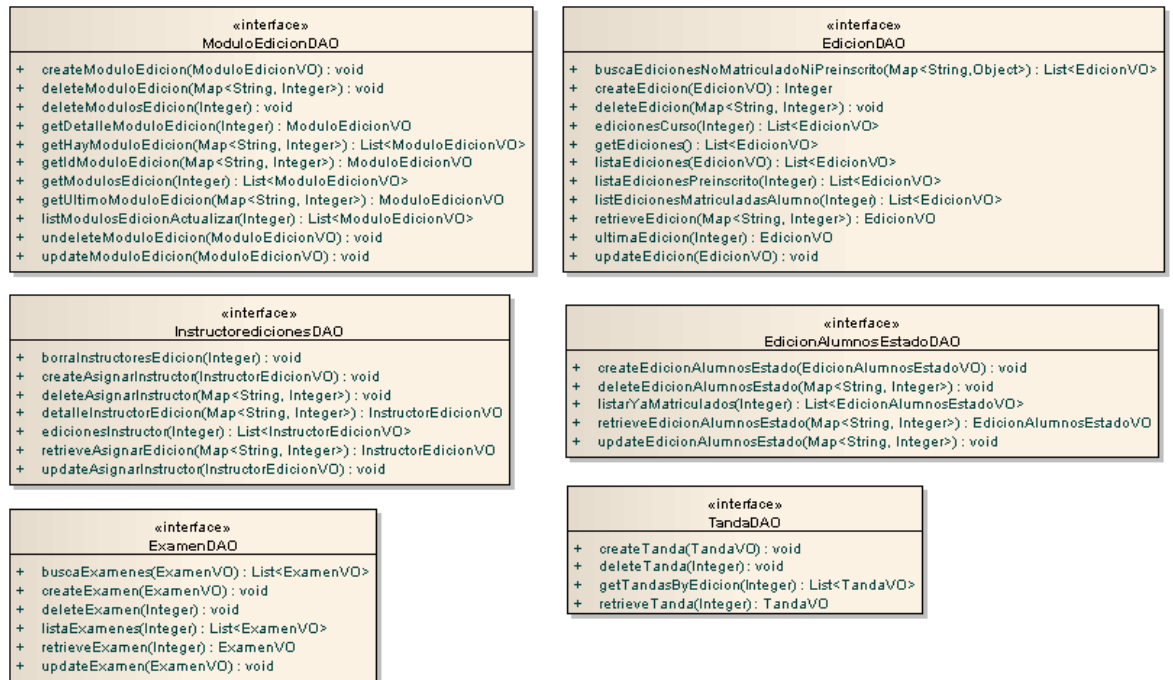 «interface»
ModuloEdicionDAO
+ createModuloEdicion(ModuloEdicionVO) : void
+ deleteModuloEdicion(Map<String, Integer>) : void
+ deleteModulosEdicion(Integer) : void
+ getDetalleModuloEdicion(Integer) : ModuloEdicionVO
+ getHayModuloEdicion(Map<String, Integer>) : List<ModuloEdicionVO>
+ getIdModuloEdicion(Map<String, Integer>) : ModuloEdicionVO
+ getModulosEdicion(Integer) : List<ModuloEdicionVO>
+ getUltimoModuloEdicion(Map<String, Integer>) : ModuloEdicionVO
+ listModulosEdicionActualizar(Integer) : List<ModuloEdicionVO>
+ undeleteModuloEdicion(ModuloEdicionVO) : void
+ updateModuloEdicion(ModuloEdicionVO) : void
«interface»
EdicionDAO
+ buscaEdicionesNoMatriculadoNiPreinscrito(Map<String,Object>) : List<EdicionVO>
+ createEdicion(EdicionVO) : Integer
+ deleteEdicion(Map<String, Integer>) : void
+ edicionesCurso(Integer) : List<EdicionVO>
+ getEdiciones() : List<EdicionVO>
+ listaEdiciones(EdicionVO) : List<EdicionVO>
+ listaEdicionesPreinscrito(Integer) : List<EdicionVO>
+ listEdicionesMatriculadasAlumno(Integer) : List<EdicionVO>
+ retrieveEdicion(Map<String, Integer>) : EdicionVO
+ ultimaEdicion(Integer) : EdicionVO
+ updateEdicion(EdicionVO) : void
«interface»
InstructoredicionesDAO
+ borraInstructoresEdicion(Integer) : void
+ createAsignarInstructor(InstructorEdicionVO) : void
+ deleteAsignarInstructor(Map<String, Integer>) : void
+ detalleInstructorEdicion(Map<String, Integer>) : InstructorEdicionVO
+ edicionesInstructor(Integer) : List<InstructorEdicionVO>
+ retrieveAsignarEdicion(Map<String, Integer>) : InstructorEdicionVO
+ updateAsignarInstructor(InstructorEdicionVO) : void
«interface»
EdicionAlumnosEstadoDAO
+ createEdicionAlumnosEstado(EdicionAlumnosEstadoVO) : void
+ deleteEdicionAlumnosEstado(Map<String, Integer>) : void
+ listarYaMatriculados(Integer) : List<EdicionAlumnosEstadoVO>
+ retrieveEdicionAlumnosEstado(Map<String, Integer>) : EdicionAlumnosEstadoVO
+ updateEdicionAlumnosEstado(Map<String, Integer>) : void
«interface»
ExamenDAO
+ buscaExamenes(ExamenVO) : List<ExamenVO>
+ createExamen(ExamenVO) : void
+ deleteExamen(Integer) : void
+ listaExamenes(Integer) : List<ExamenVO>
+ retrieveExamen(Integer) : ExamenVO
+ updateExamen(ExamenVO) : void
«interface»
TandaDAO
+ createTanda(TandaVO) : void
+ deleteTanda(Integer) : void
+ getTandasByEdicion(Integer) : List<TandaVO>
+ retrieveTanda(Integer) : TandaVO